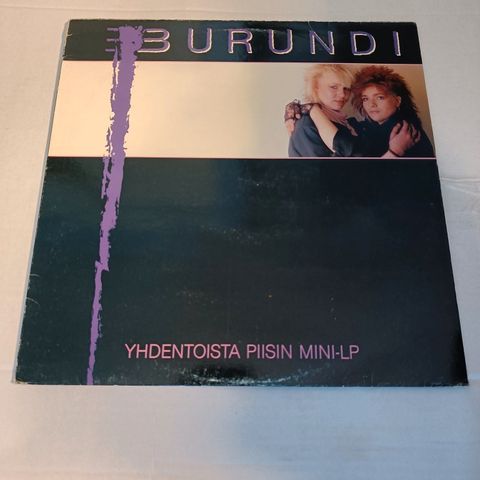 BURUNDI
YHDENTOISTA PIISIN MINI-LP